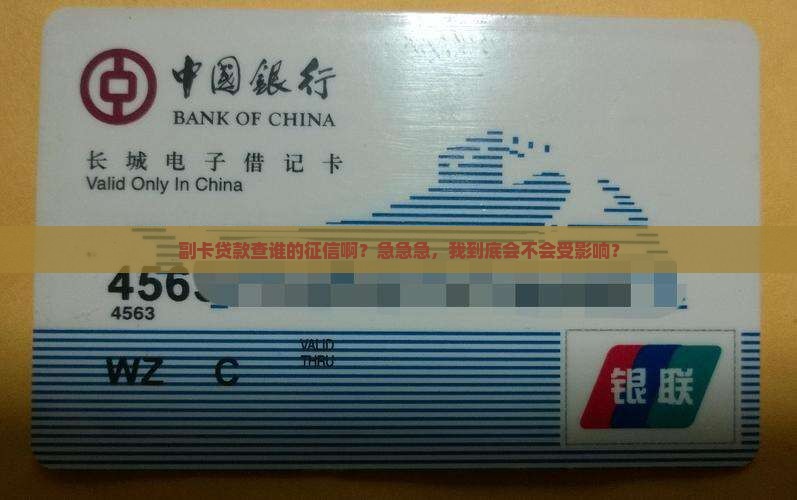 中国銀行
BANK OF CHINA
长城电子借记卡
Valid Only In China
副卡贷款查谁的征信啊？急急急，我到底会不会受影响？
456
4563
VALID
THRU
WZ C
银联